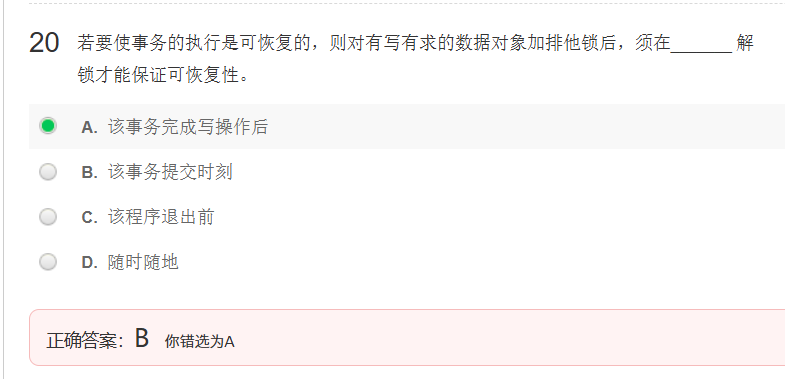 20 若要使事务的执行是可恢复的，则对有写有求的数据对象加排他锁后，须在______ 解
锁才能保证可恢复性。
A. 该事务完成写操作后
B. 该事务提交时刻
C. 该程序退出前
D. 随时随地
正确答案：B 你错选为A